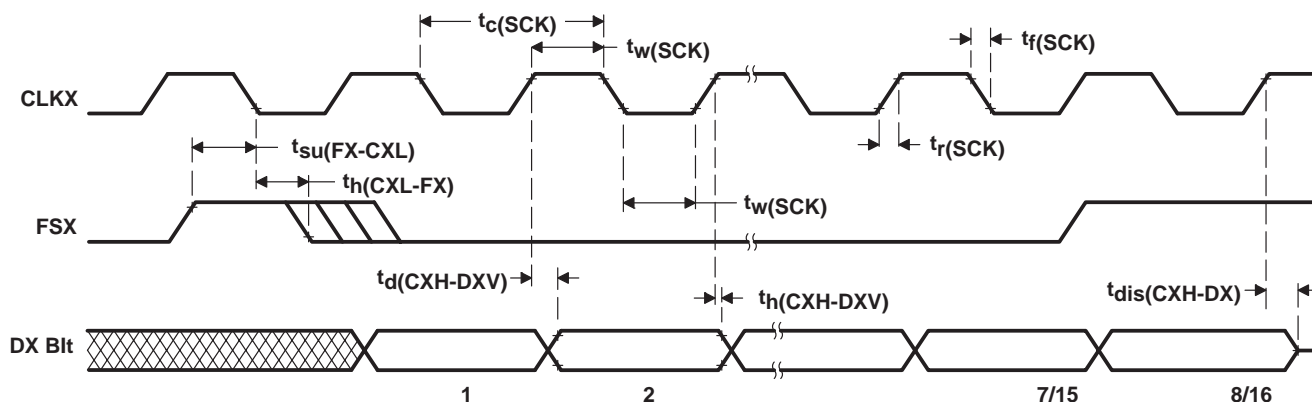 tc(SCK)
tw(SCK)
tf(SCK)
CLKX
tsu(FX-CXL)
tr(SCK)
th(CXL-FX)
tw(SCK)
FSX
td(CXH-DXV)
th(CXH-DXV)
tdis(CXH-DX)
DX BIt
1 2 7/15 8/16